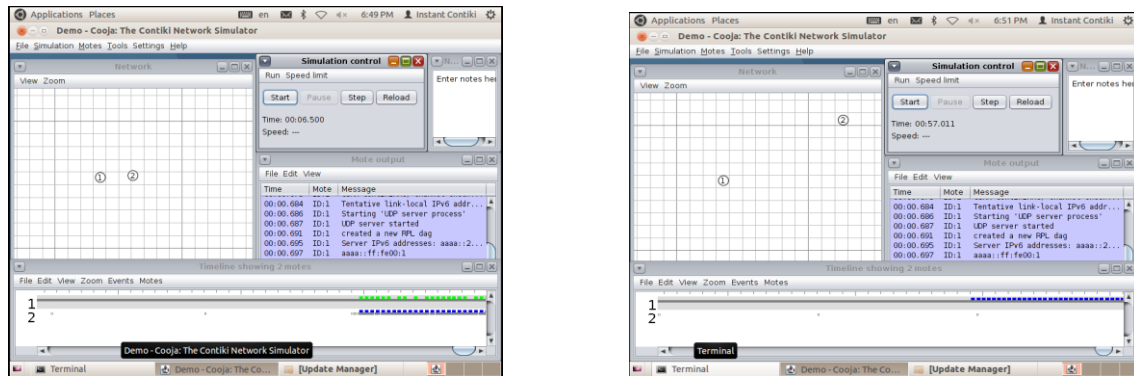 Applications Places en 6:49 PM Instant Contiki
Demo - Cooja: The Contiki Network Simulator
File Simulation Motes Tools Settings Help
Network
View Zoom
1 2
Simulation control
Run Speed limit
Start Pause Step Reload
Time: 00:06.500
Speed: ---
N...
Enter notes he
Mote output
File Edit View
Time Mote Message
00:00.684 ID:1 Tentative link-local IPv6 addr...
00:00.686 ID:1 Starting 'UDP server process'
00:00.687 ID:1 UDP server started
00:00.691 ID:1 created a new RPL dag
00:00.695 ID:1 Server IPv6 addresses: aaaa::2...
00:00.697 ID:1 aaaa::ff:fe00:1
Timeline showing 2 motes
File Edit View Zoom Events Motes
1
2
Demo - Cooja: The Contiki Network Simulator
Terminal Demo - Cooja: The Co... [Update Manager]
Applications Places en 6:51 PM Instant Contiki
Demo - Cooja: The Contiki Network Simulator
File Simulation Motes Tools Settings Help
Network
View Zoom
2
1
Simulation control
Run Speed limit
Start Pause Step Reload
Time: 00:57.011
Speed: ---
N...
Enter notes he
Mote output
File Edit View
Time Mote Message
00:00.684 ID:1 Tentative link-local IPv6 addr...
00:00.686 ID:1 Starting 'UDP server process'
00:00.687 ID:1 UDP server started
00:00.691 ID:1 created a new RPL dag
00:00.695 ID:1 Server IPv6 addresses: aaaa::2...
00:00.697 ID:1 aaaa::ff:fe00:1
Timeline showing 2 motes
File Edit View Zoom Events Motes
1
2
Terminal
Terminal Demo - Cooja: The Co... [Update Manager]